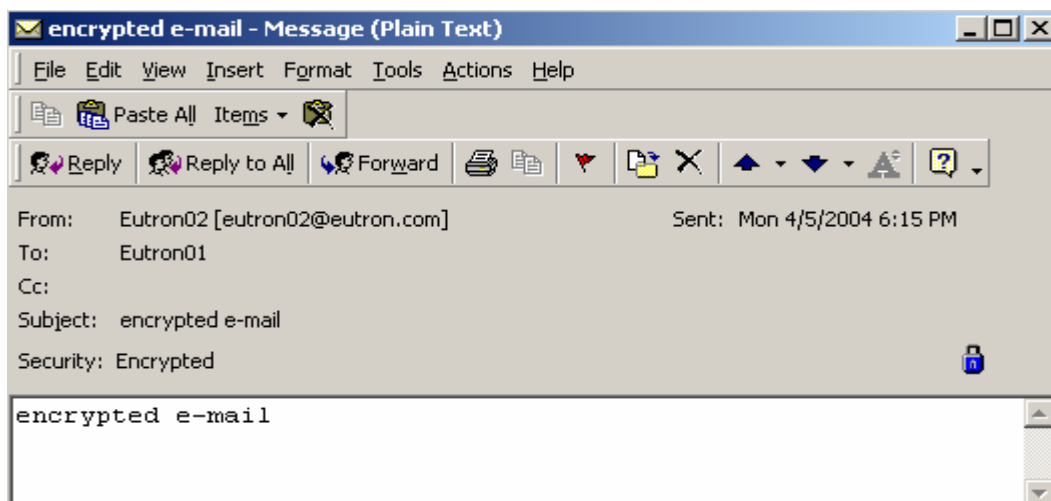 encrypted e-mail - Message (Plain Text)
File Edit View Insert Format Tools Actions Help
Paste All Items
Reply Reply to All Forward
From: Eutron02 [eutron02@eutron.com] Sent: Mon 4/5/2004 6:15 PM
To: Eutron01
Cc:
Subject: encrypted e-mail
Security: Encrypted
encrypted e-mail